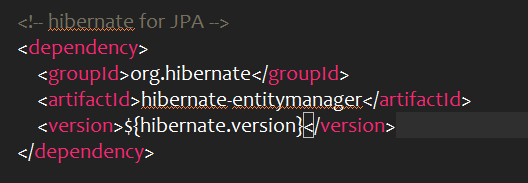 <!-- hibernate for JPA -->
<dependency>
<groupId>org.hibernate</groupId>
<artifactId>hibernate-entitymanager</artifactId>
<version>${hibernate.version}</version>
</dependency>